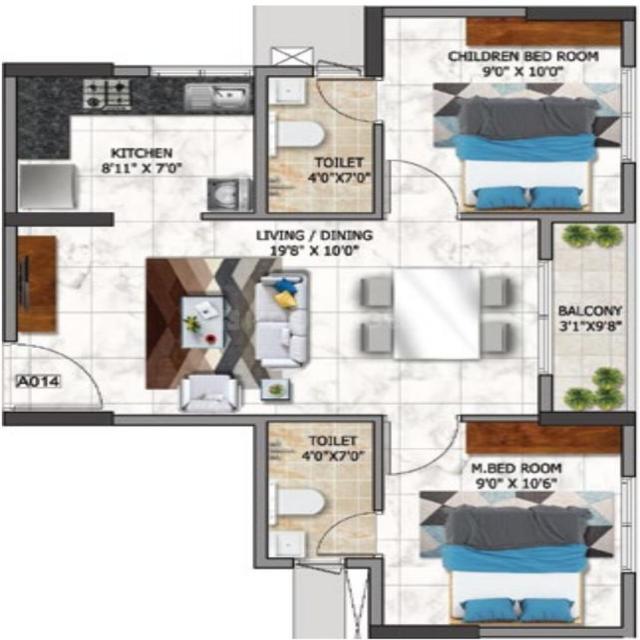 CHILDREN BED ROOM
9'0" X 10'0"
KITCHEN
8'11" X 7'0"
TOILET
4'0X7'0"
LIVING / DINING
19'8" X 10'0"
BALCONY
3'1"X9'8"
A014
TOILET
4'0"X7'0"
M.BED ROOM
9'0" X 10'6"